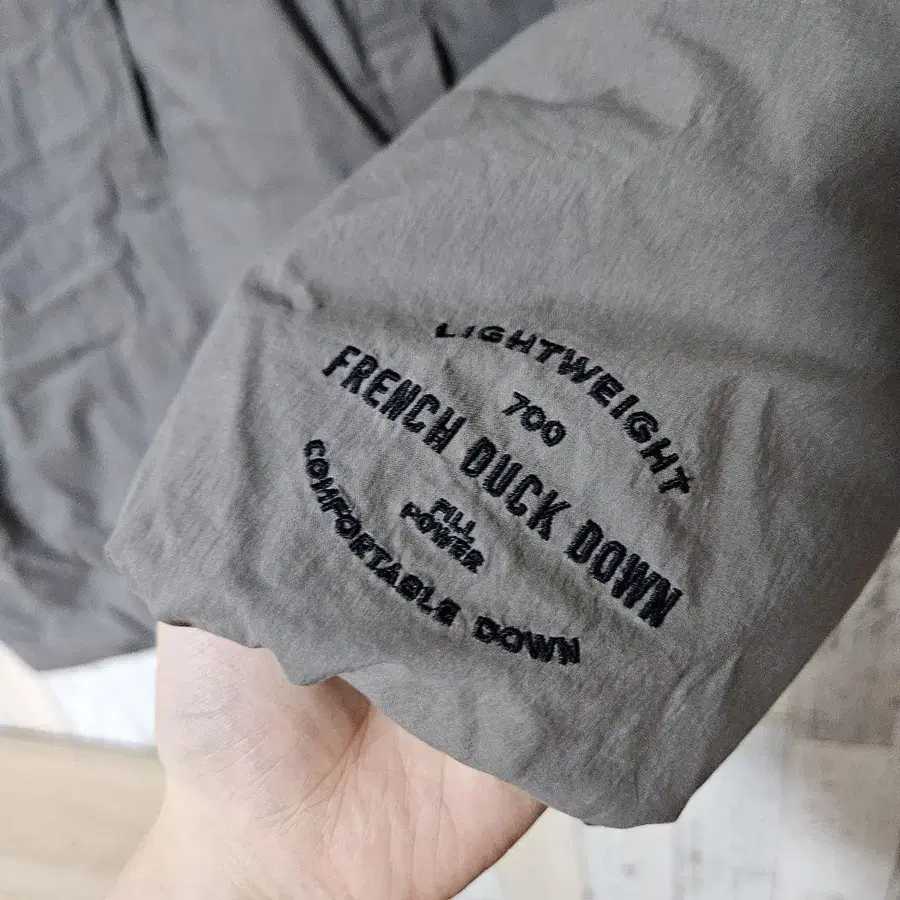 LIGHTWEIGHT
700
FRENCH DUCK DOWN
FILL
POWER
COMFORTABLE DOWN